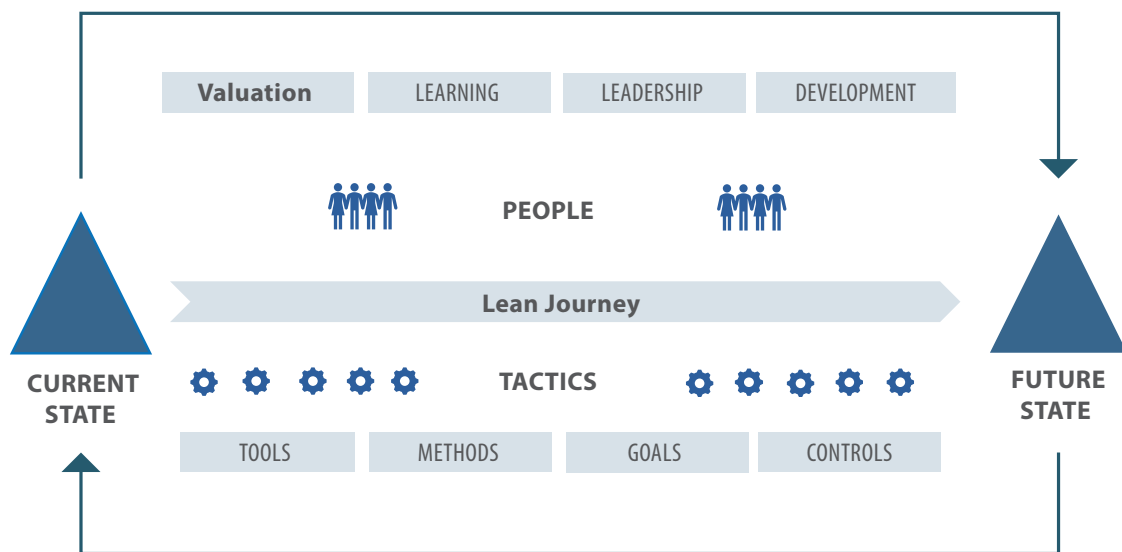 Valuation
LEARNING
LEADERSHIP
DEVELOPMENT
PEOPLE
Lean Journey
CURRENT
STATE
TACTICS
FUTURE
STATE
TOOLS
METHODS
GOALS
CONTROLS